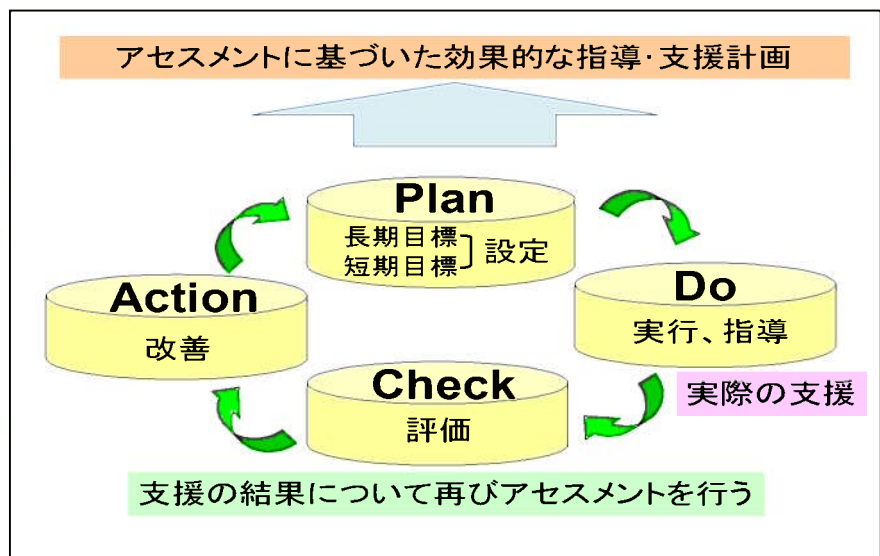 アセスメントに基づいた効果的な指導・支援計画
Plan
長期目標
短期目標
設定
Action
改善
Do
実行、指導
実際の支援
Check
評価
支援の結果について再びアセスメントを行う